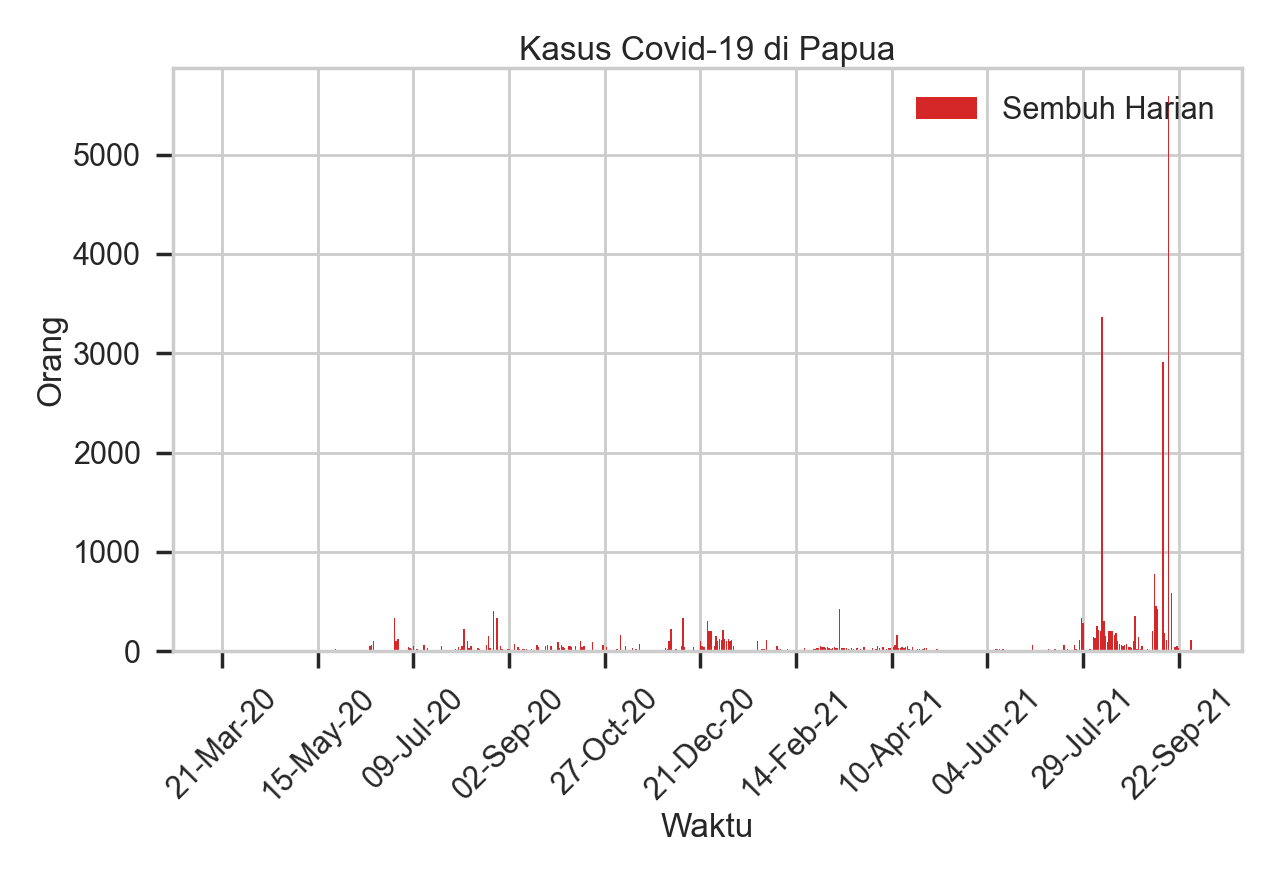 Kasus Covid-19 di Papua
Sembuh Harian
Orang
5000
4000
3000
2000
1000
0
21-Mar-20
15-May-20
09-Jul-20
02-Sep-20
27-Oct-20
21-Dec-20
14-Feb-21
10-Apr-21
04-Jun-21
29-Jul-21
22-Sep-21
Waktu